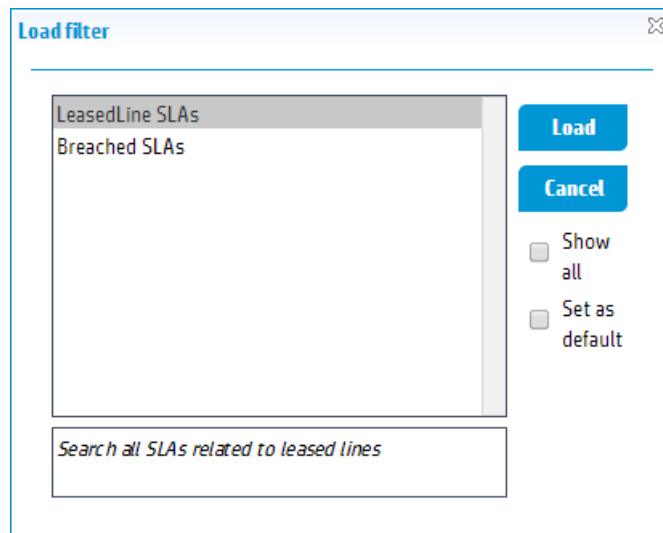 Load filter
LeasedLine SLAs
Breached SLAs
Load
Cancel
Show
all
Set as
default
Search all SLAs related to leased lines